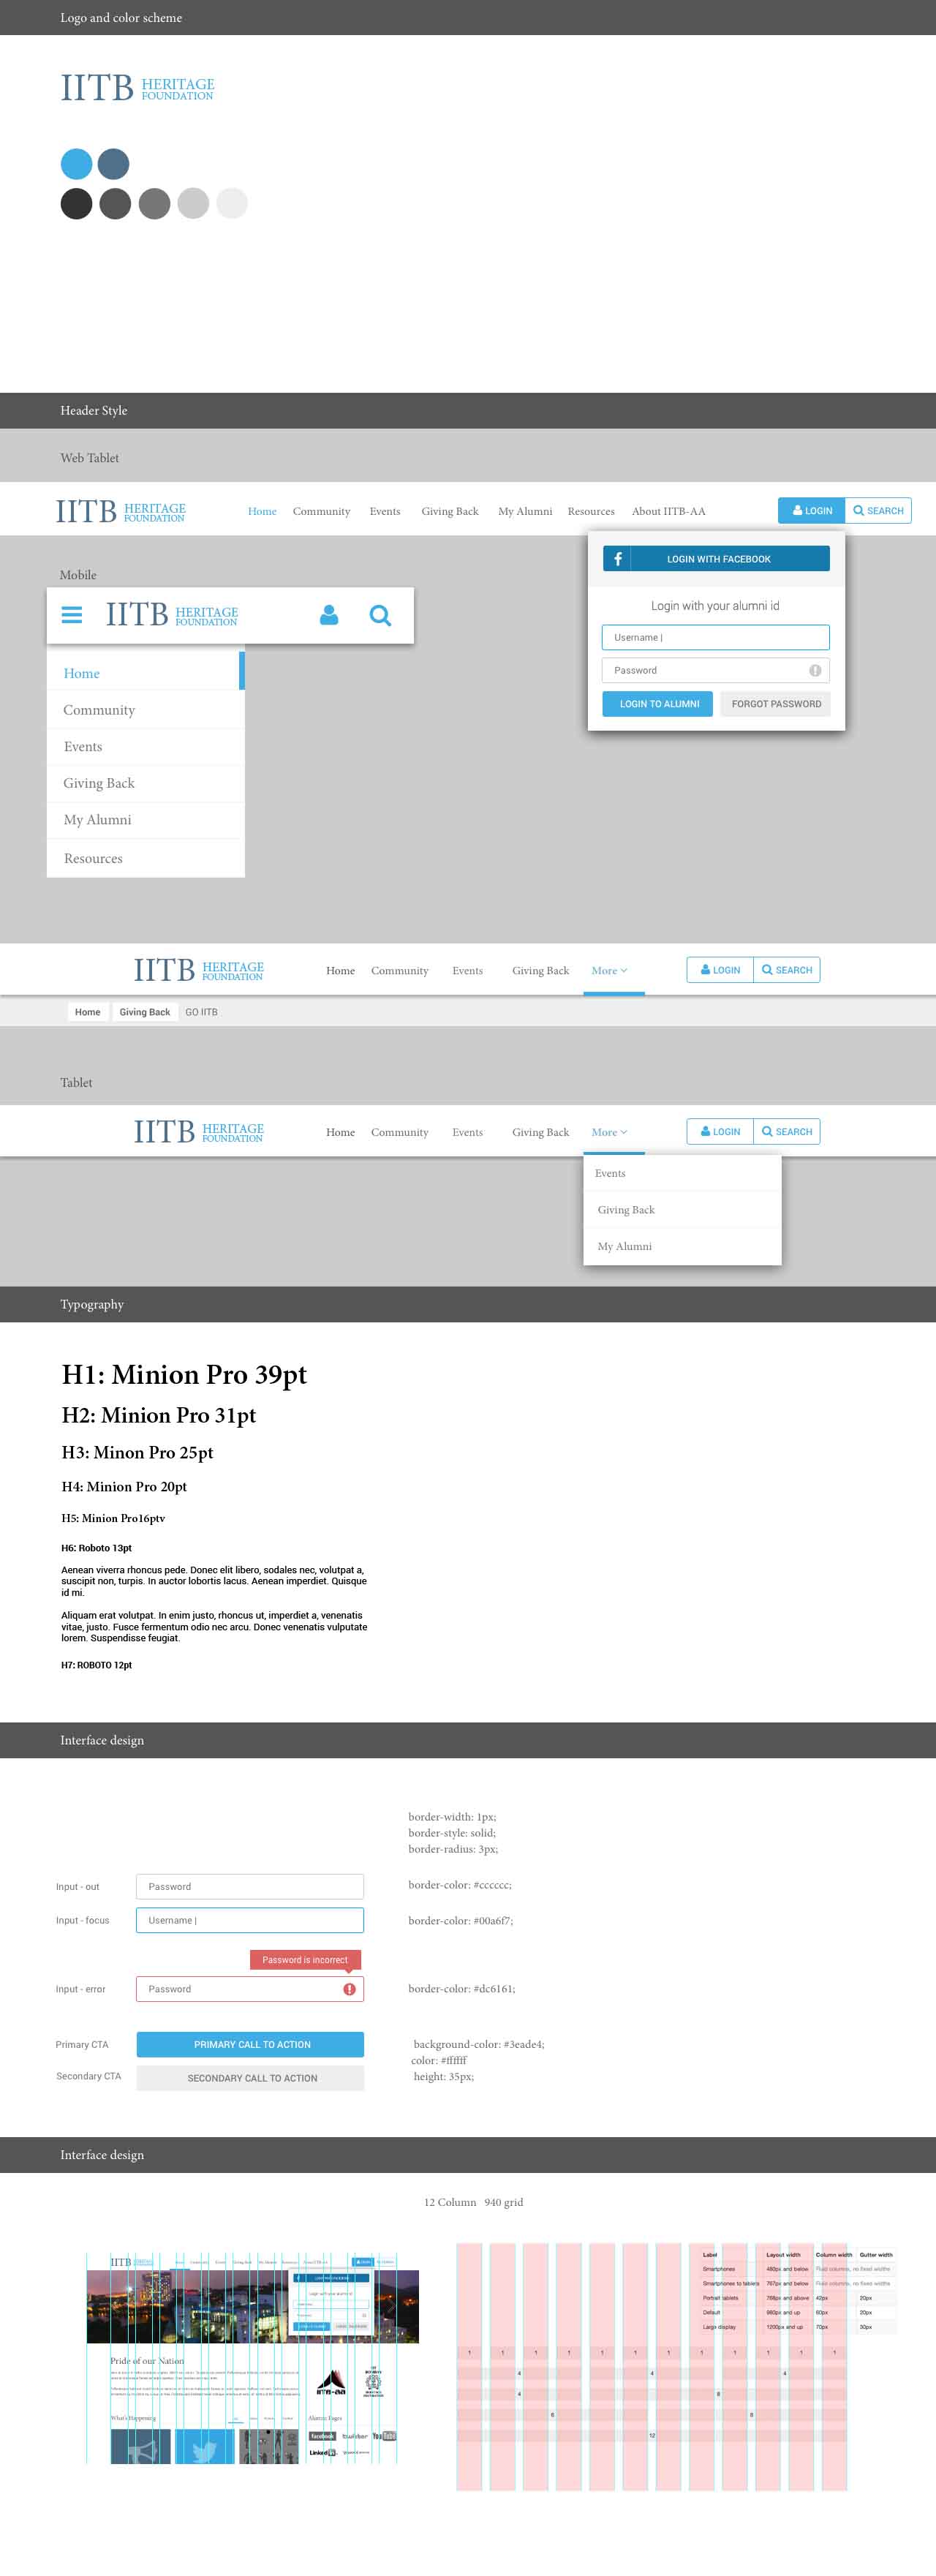 Logo and color scheme
IITB HERITAGE
FOUNDATION
Header Style
Web Tablet
IITB HERITAGE
FOUNDATION
Home Community Events Giving Back My Alumni Resources About IITB-AA
LOGIN SEARCH
LOGIN WITH FACEBOOK
Login with your alumni id
Username |
Password
LOGIN TO ALUMNI FORGOT PASSWORD
Mobile
IITB HERITAGE
FOUNDATION
Home
Community
Events
Giving Back
My Alumni
Resources
IITB HERITAGE
FOUNDATION
Home Community Events Giving Back More
LOGIN SEARCH
Home Giving Back GO IITB
Tablet
IITB HERITAGE
FOUNDATION
Home Community Events Giving Back More
LOGIN SEARCH
Events
Giving Back
My Alumni
Typography
H1: Minion Pro 39pt
H2: Minion Pro 31pt
H3: Minon Pro 25pt
H4: Minion Pro 20pt
H5: Minion Pro16ptv
H6: Roboto 13pt
Aenean viverra rhoncus pede. Donec elit libero, sodales nec, volutpat a,
suscipit non, turpis. In auctor lobortis lacus. Aenean imperdiet. Quisque
id mi.
Aliquam erat volutpat. In enim justo, rhoncus ut, imperdiet a, venenatis
vitae, justo. Fusce fermentum odio nec arcu. Donec venenatis vulputate
lorem. Suspendisse feugiat.
H7: ROBOTO 12pt
Interface design
border-width: 1px;
border-style: solid;
border-radius: 3px;
Input - out Password border-color: #cccccc;
Input - focus Username | border-color: #00a6f7;
Password is incorrect
Input - error Password border-color: #dc6161;
Primary CTA PRIMARY CALL TO ACTION background-color: #3eade4;
color: #ffffff
Secondary CTA SECONDARY CALL TO ACTION height: 35px;
Interface design
12 Column 940 grid
IITB
Pride of our Nation
What's Happening
Alumni Pages
iitb-aa
facebook twitter YouTube
Linked in
Label Layout width Column width Gutter width
Smartphones 480px and below Fluid columns, no fixed widths
Smartphones to tablets 767px and below Fluid columns, no fixed widths
Portrait tablets 768px and above 42px 20px
Default 980px and up 60px 20px
Large display 1200px and up 70px 30px
1 1 1 1 1 1 1 1 1 1 1 1
4 4 4
4 8
6 6
12